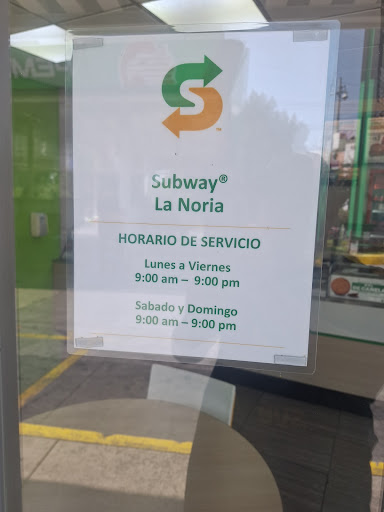 Subway®
La Noria
HORARIO DE SERVICIO
Lunes a Viernes
9:00 am – 9:00 pm
Sabado y Domingo
9:00 am – 9:00 pm